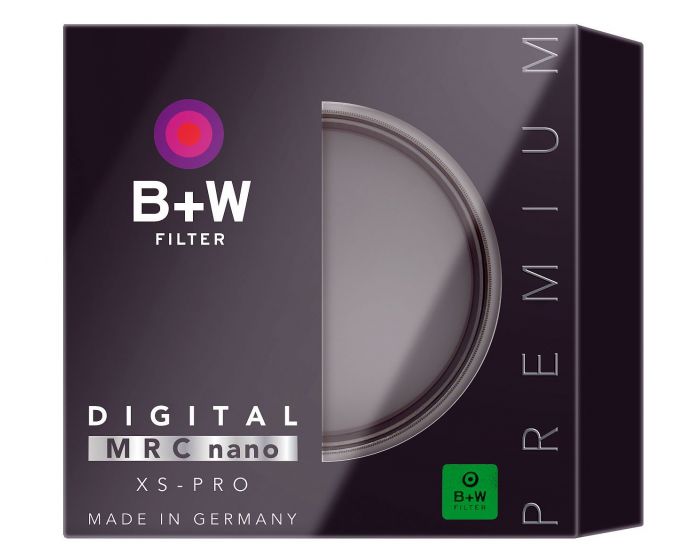 B+W
FILTER
DIGITAL
MRC nano
XS-PRO
MADE IN GERMANY
PREMIUM
B+W
FILTER